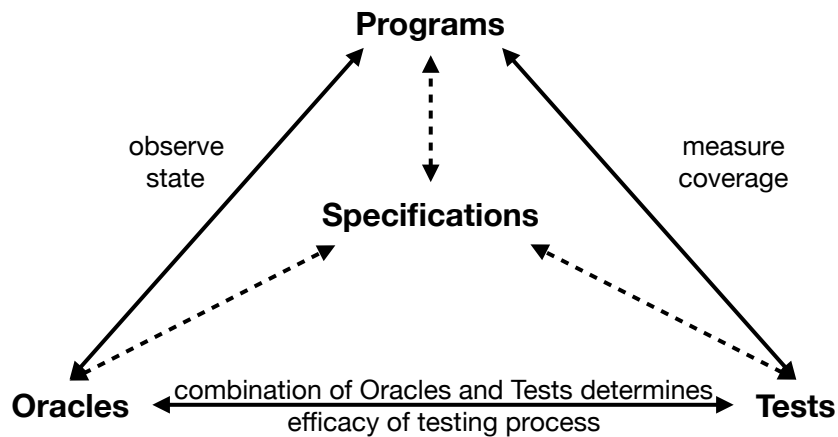 Programs
observe
state
measure
coverage
Specifications
combination of Oracles and Tests determines
Oracles
Tests
efficacy of testing process